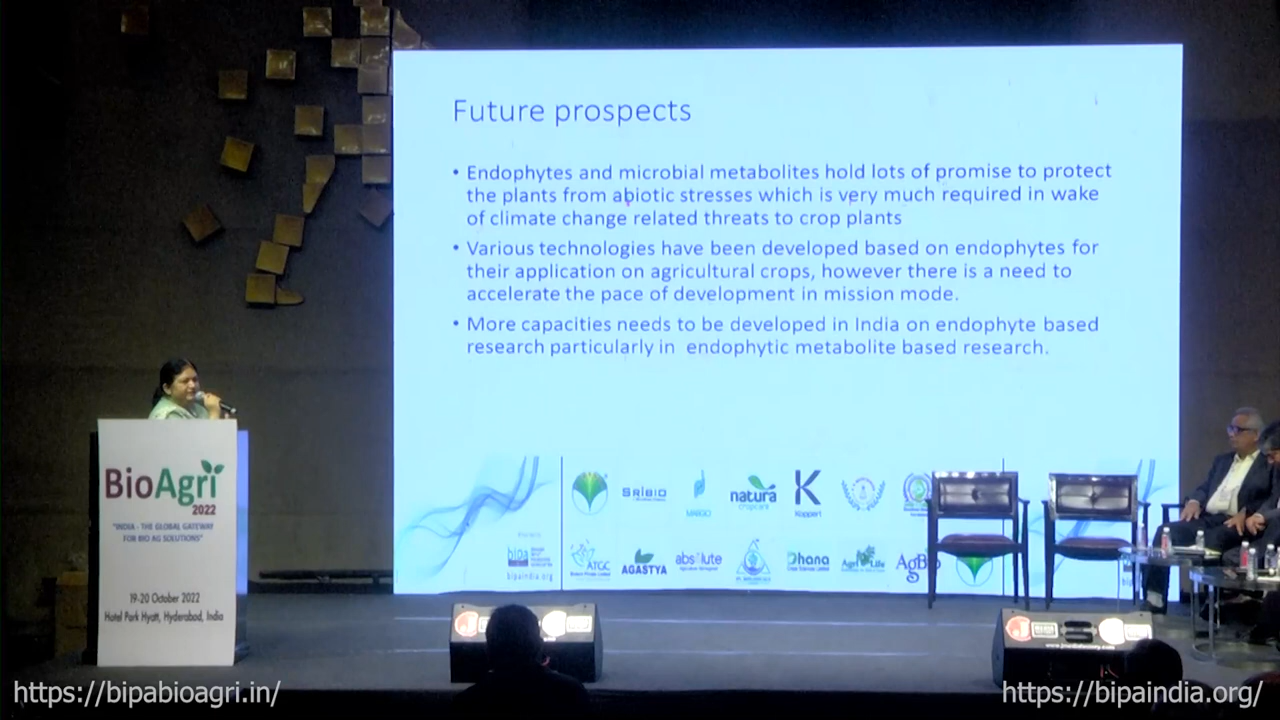 Future prospects
• Endophytes and microbial metabolites hold lots of promise to protect
the plants from abiotic stresses which is very much required in wake
of climate change related threats to crop plants
• Various technologies have been developed based on endophytes for
their application on agricultural crops, however there is a need to
accelerate the pace of development in mission mode.
• More capacities needs to be developed in India on endophyte based
research particularly in endophytic metabolite based research.
SRIBIO
MARGO
natura
cropcare
K
Koppert
bipa
bipaindia.org
ATGC
AGASTYA
absolute
Dhana
Agri Life
BioAgri
2022
"INDIA - THE GLOBAL GATEWAY
FOR BIO AG SOLUTIONS"
19-20 October 2022
Hotel Park Hyatt, Hyderabad, India
https://bipabioagri.in/
https://bipaindia.org/